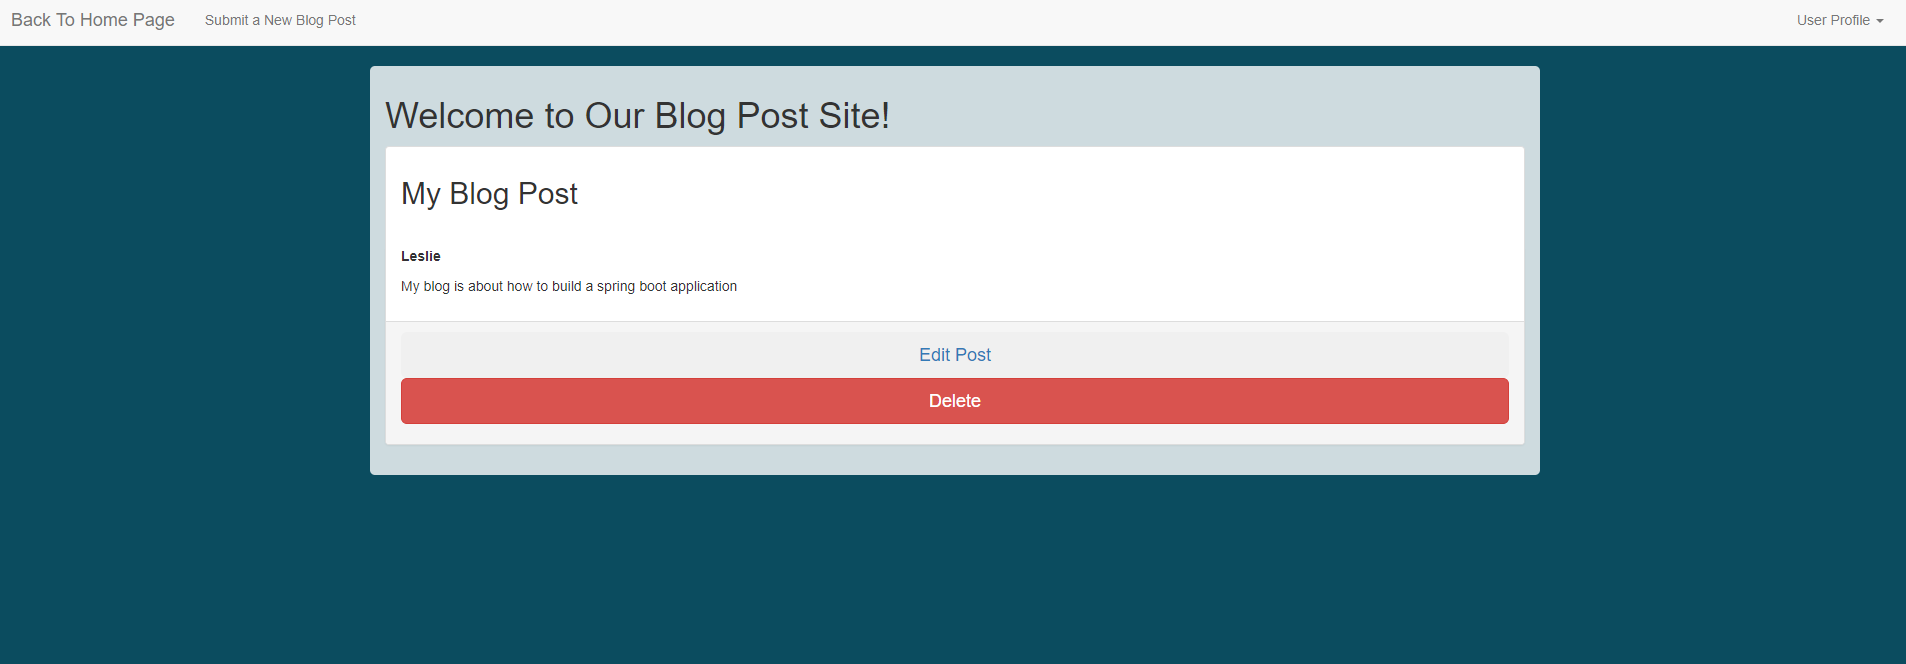 Back To Home Page Submit a New Blog Post User Profile
Welcome to Our Blog Post Site!
My Blog Post
Leslie
My blog is about how to build a spring boot application
Edit Post
Delete